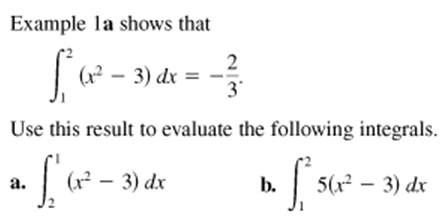 Example 1a shows that
∫₁² (x² − 3) dx = −2/3.
Use this result to evaluate the following integrals.
a. ∫₂¹ (x² − 3) dx b. ∫₁² 5(x² − 3) dx